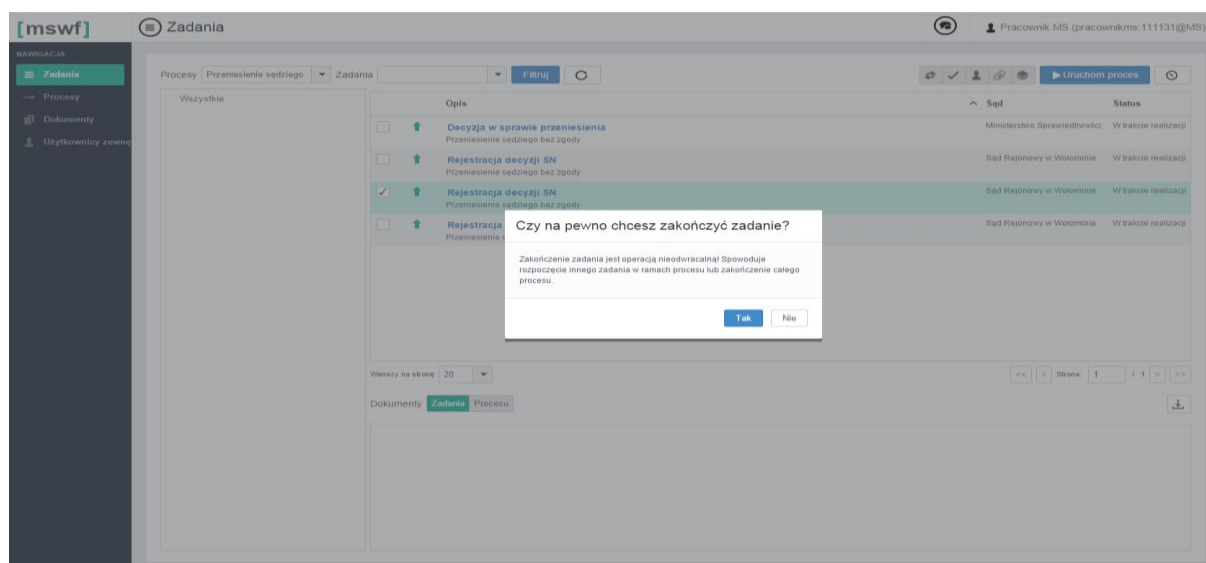 [mswf]
Zadania
Pracownik MS (pracownikms:111131@MS)
NAWIGACJA
Zadania
Procesy
Dokumenty
Użytkownicy zewnę
Procesy Przeniesienie sędziego Zadania Filtruj Uruchom proces
Wszystkie
Opis Sąd Status
Decyzja w sprawie przeniesienia Ministerstwo Sprawiedliwości W trakcie realizacji
Przeniesienie sędziego bez zgody
Rejestracja decyzji SN Sąd Rejonowy w Wołominie W trakcie realizacji
Przeniesienie sędziego bez zgody
Rejestracja decyzji SN Sąd Rejonowy w Wołominie W trakcie realizacji
Przeniesienie sędziego bez zgody
Rejestracja Sąd Rejonowy w Wołominie W trakcie realizacji
Przeniesienie s
Czy na pewno chcesz zakończyć zadanie?
Zakończenie zadania jest operacją nieodwracalną! Spowoduje
rozpoczęcie innego zadania w ramach procesu lub zakończenie całego
procesu.
Tak Nie
Wierszy na stronę 20 << < Strona: 1 / 1 > >>
Dokumenty Zadania Procesu